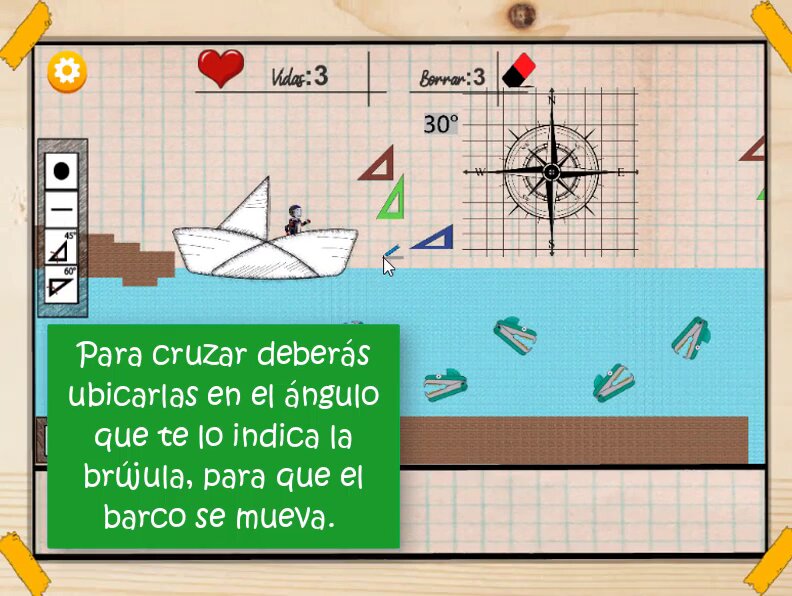 Vidas:3
Borrar:3
30°
N
W
E
S
45°
60°
Para cruzar deberás
ubicarlas en el ángulo
que te lo indica la
brújula, para que el
barco se mueva.